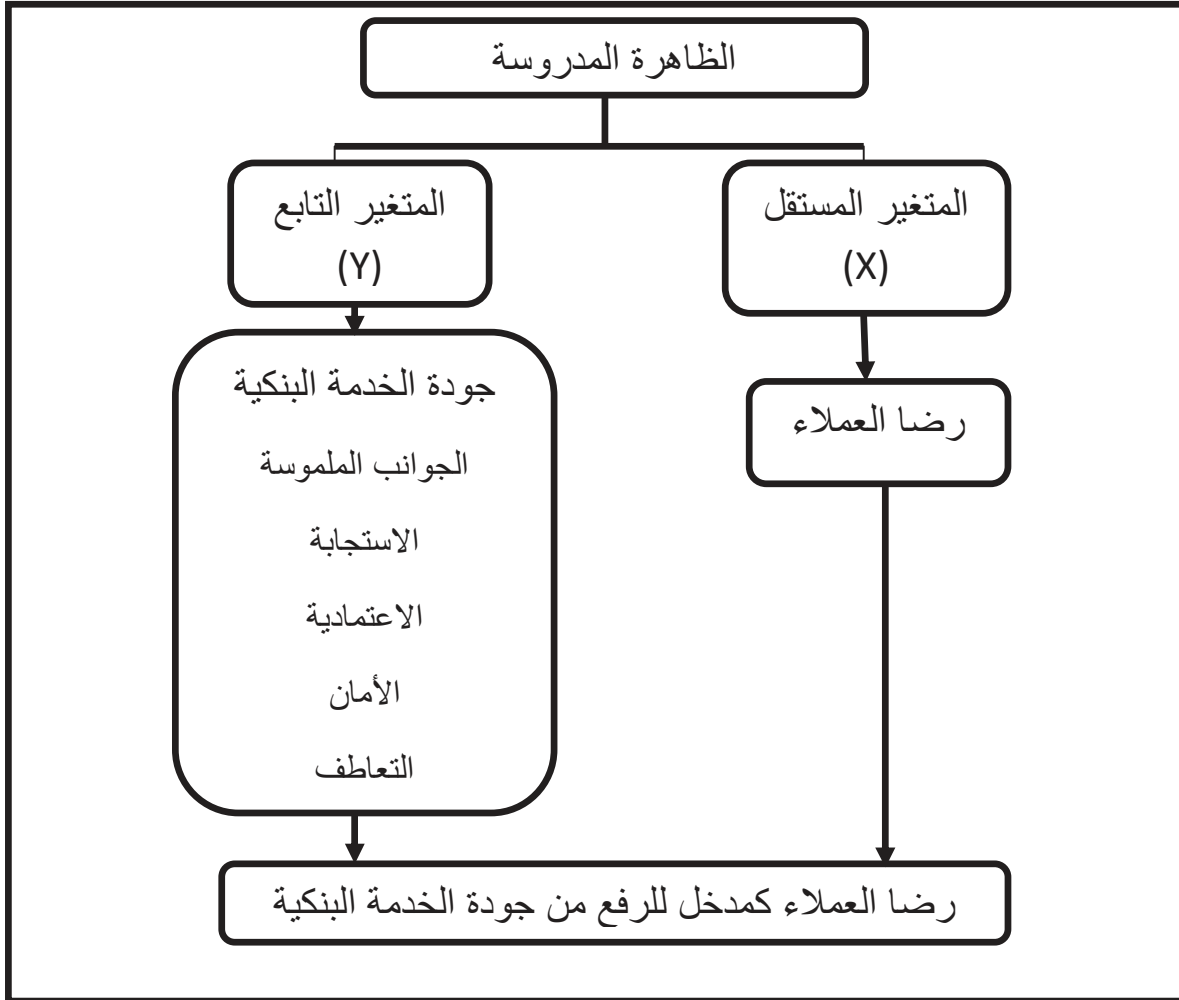 الظاهرة المدروسة
المتغير المستقل
(X)
المتغير التابع
(Y)
رضا العملاء
جودة الخدمة البنكية
الجوانب الملموسة
الاستجابة
الاعتمادية
الأمان
التعاطف
رضا العملاء كمدخل للرفع من جودة الخدمة البنكية